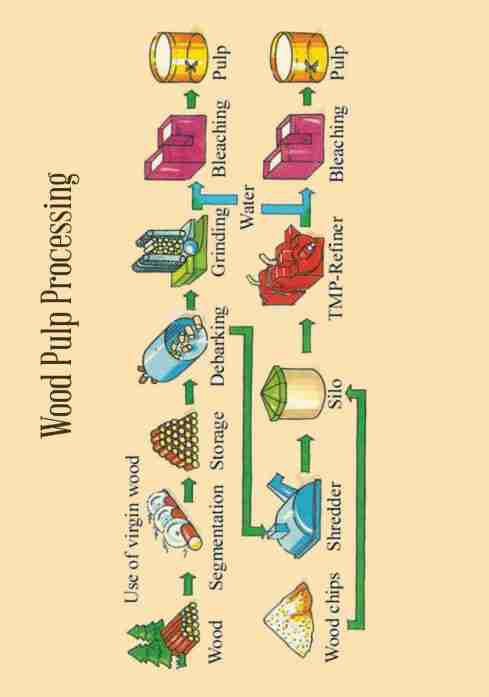 Wood Pulp Processing
Use of virgin wood
Wood
Segmentation
Storage
Debarking
Grinding
Bleaching
Pulp
Water
Wood chips
Shredder
Silo
TMP-Refiner
Bleaching
Pulp